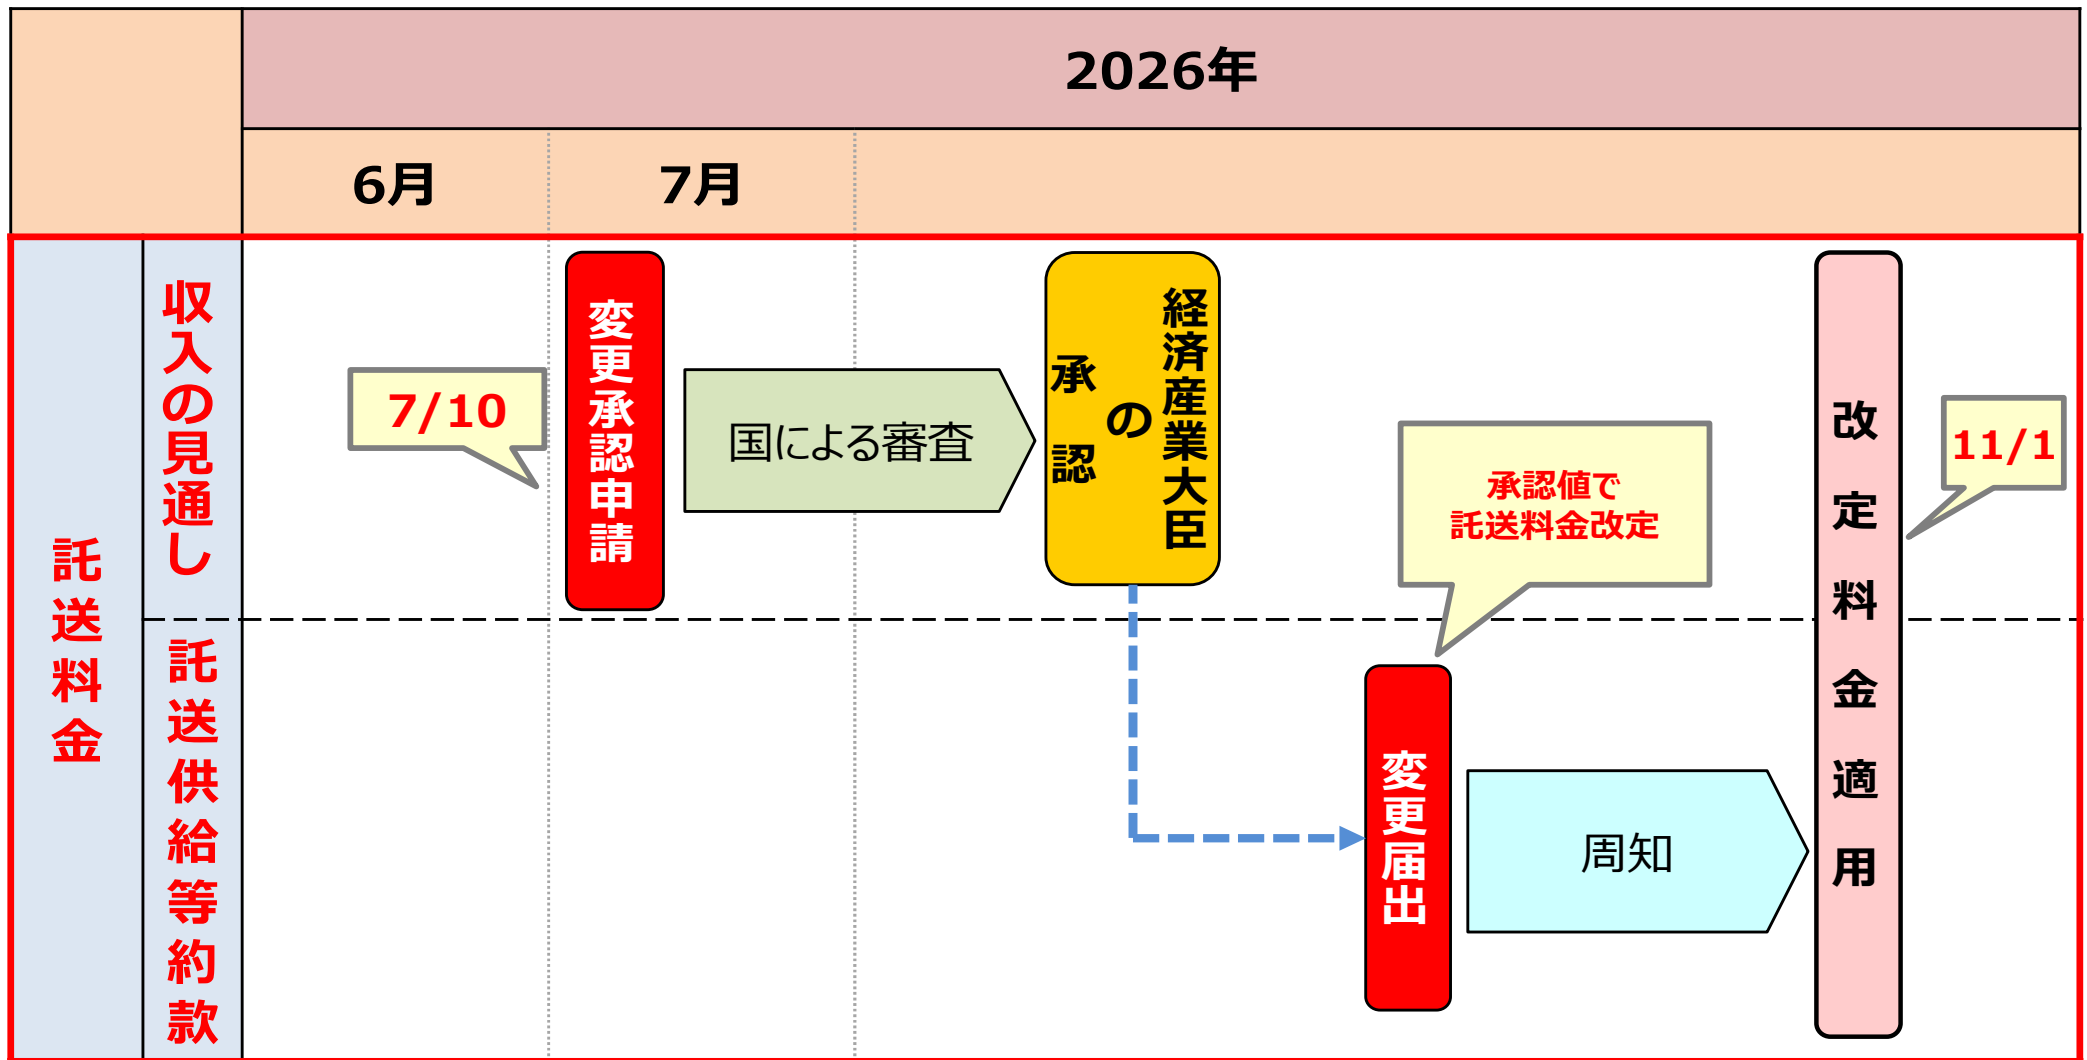 2026年
6月
7月
託送料金
収入の見通し
7/10
変更承認申請
国による審査
経済産業大臣
の
承認
承認値で
託送料金改定
改定料金適用
11/1
託送供給等約款
変更届出
周知